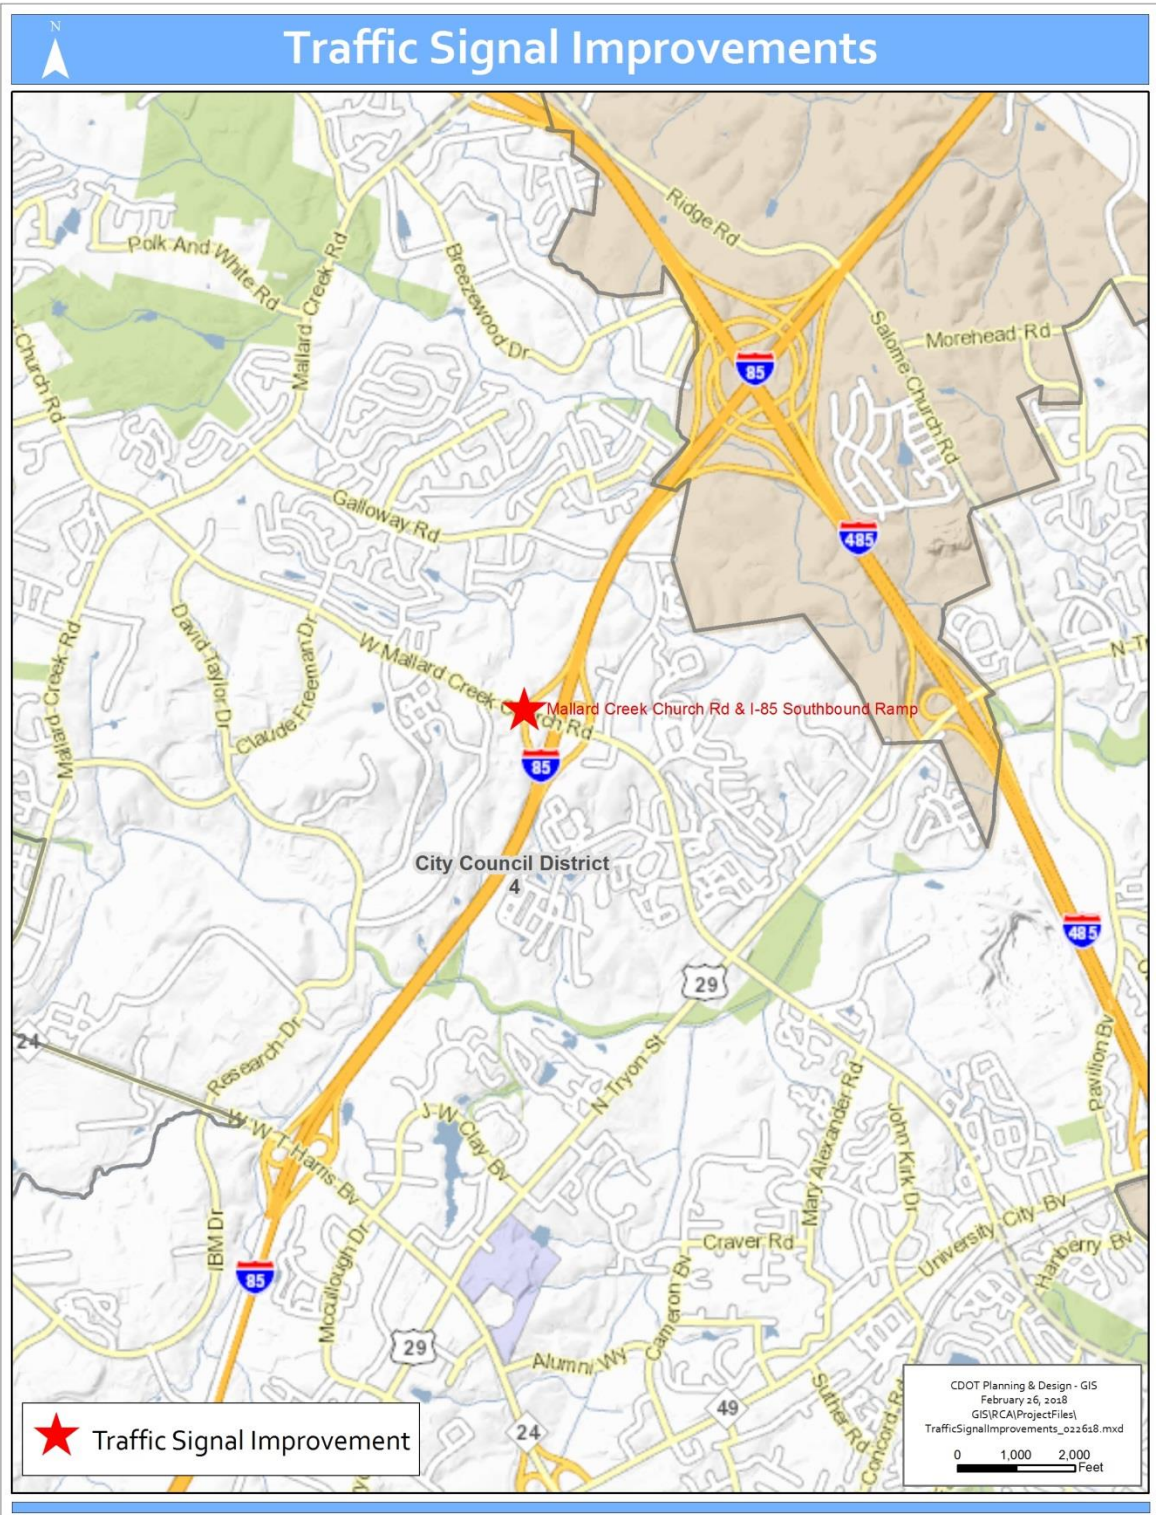 N
Traffic Signal Improvements
Ridge Rd
Polk And White Rd
Mallard Creek Rd
Breezewood Dr
Salome Church Rd
Morehead Rd
Church Rd
85
Galloway Rd
485
David Taylor Dr
Claude Freeman Dr
W Mallard Creek Church Rd
Mallard Creek Rd
Mallard Creek Church Rd & I-85 Southbound Ramp
85
City Council District
4
485
29
24
Research Dr
N Tryon St
Pavilion Bv
W W T Harris Bv
J W Clay Bv
Mary Alexander Rd
John Kirk Dr
IBM Dr
Mccullough Dr
Craver Rd
University City Bv
Hanberry Bv
85
Cameron Bv
29
Alumni Wy
Suther Rd
Concord Rd
49
24
Traffic Signal Improvement
CDOT Planning & Design - GIS
February 26, 2018
GIS\RCA\ProjectFiles\
TrafficSignalImprovements_022618.mxd
0 1,000 2,000
Feet